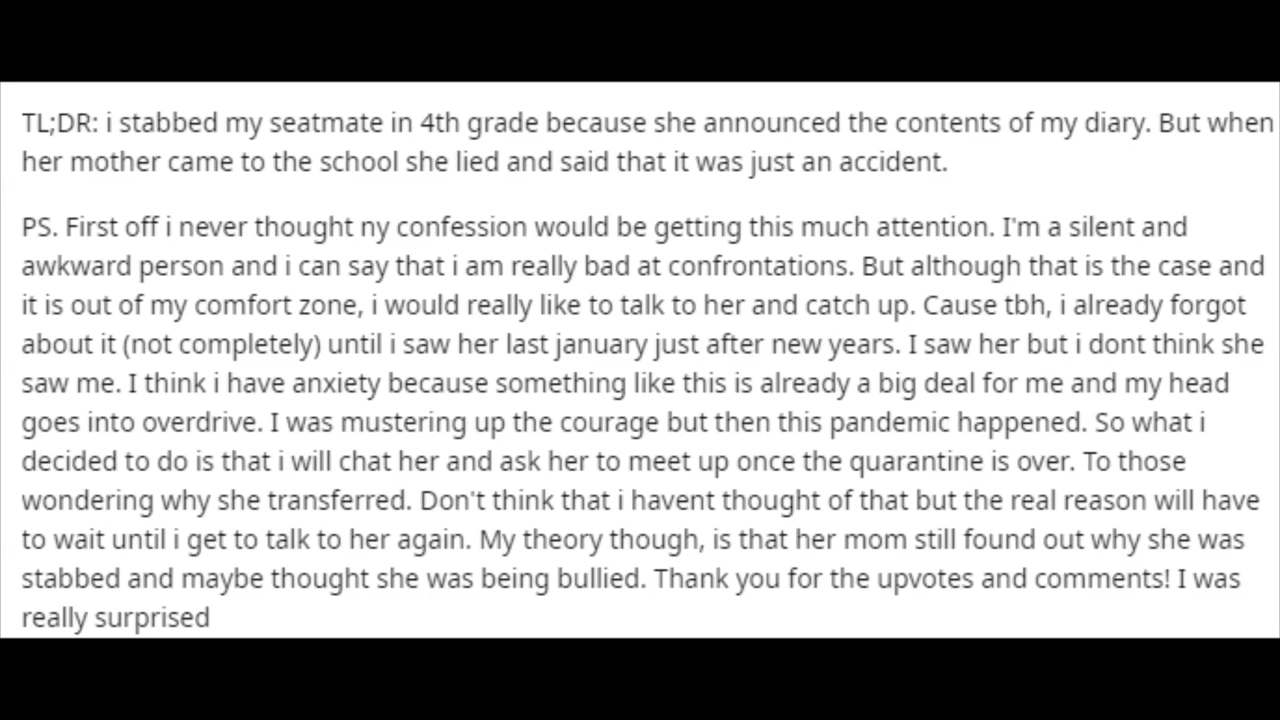 TL;DR: i stabbed my seatmate in 4th grade because she announced the contents of my diary. But when
her mother came to the school she lied and said that it was just an accident.
PS. First off i never thought ny confession would be getting this much attention. I'm a silent and
awkward person and i can say that i am really bad at confrontations. But although that is the case and
it is out of my comfort zone, i would really like to talk to her and catch up. Cause tbh, i already forgot
about it (not completely) until i saw her last january just after new years. I saw her but i dont think she
saw me. I think i have anxiety because something like this is already a big deal for me and my head
goes into overdrive. I was mustering up the courage but then this pandemic happened. So what i
decided to do is that i will chat her and ask her to meet up once the quarantine is over. To those
wondering why she transferred. Don't think that i havent thought of that but the real reason will have
to wait until i get to talk to her again. My theory though, is that her mom still found out why she was
stabbed and maybe thought she was being bullied. Thank you for the upvotes and comments! I was
really surprised